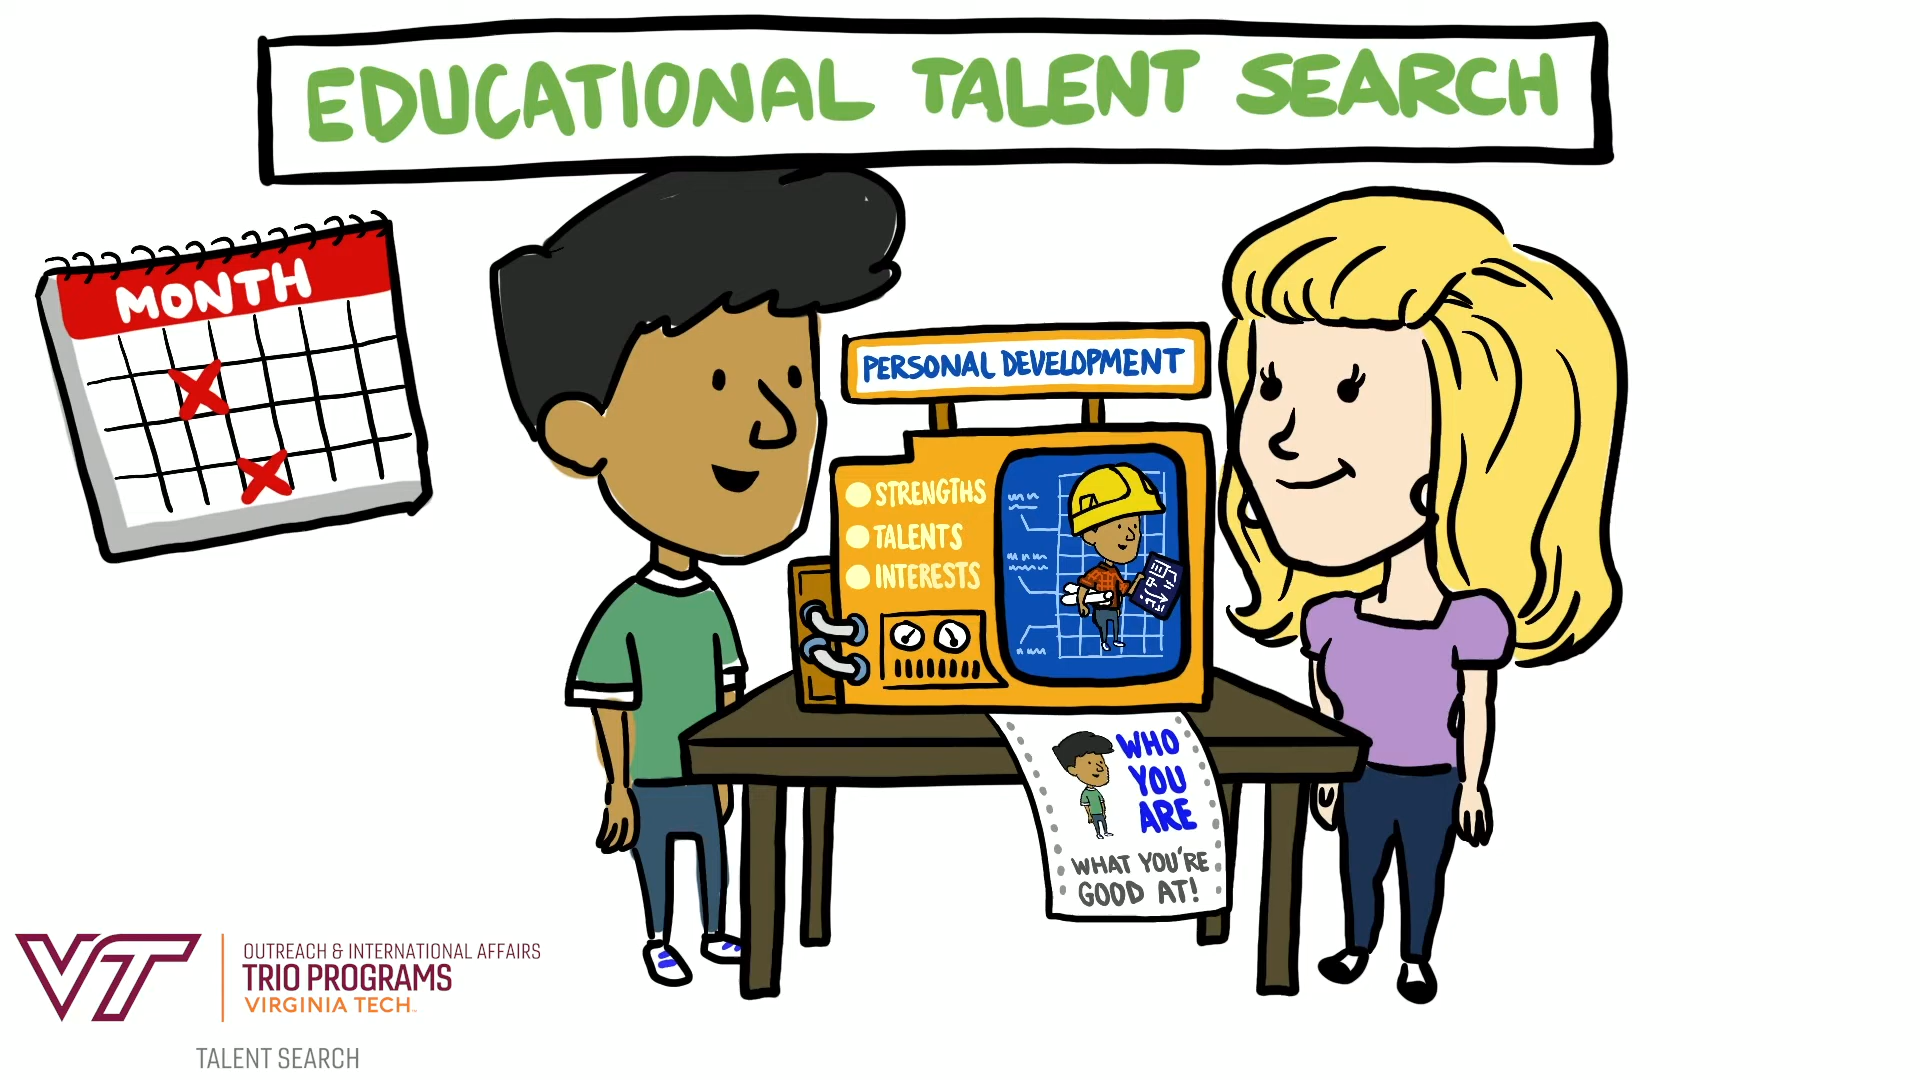 EDUCATIONAL TALENT SEARCH
MONTH
PERSONAL DEVELOPMENT
STRENGTHS
TALENTS
INTERESTS
WHO
YOU
ARE
WHAT YOU'RE
GOOD AT!
VT
OUTREACH & INTERNATIONAL AFFAIRS
TRIO PROGRAMS
VIRGINIA TECH™
TALENT SEARCH